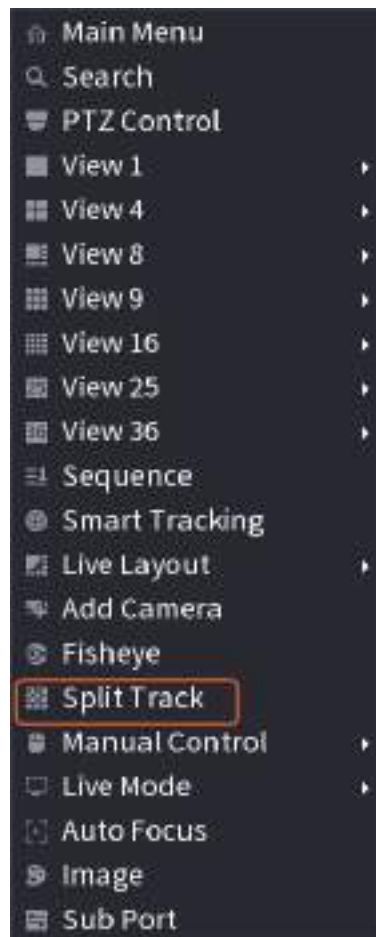 Main Menu
Search
PTZ Control
View 1
View 4
View 8
View 9
View 16
View 25
View 36
Sequence
Smart Tracking
Live Layout
Add Camera
Fisheye
Split Track
Manual Control
Live Mode
Auto Focus
Image
Sub Port